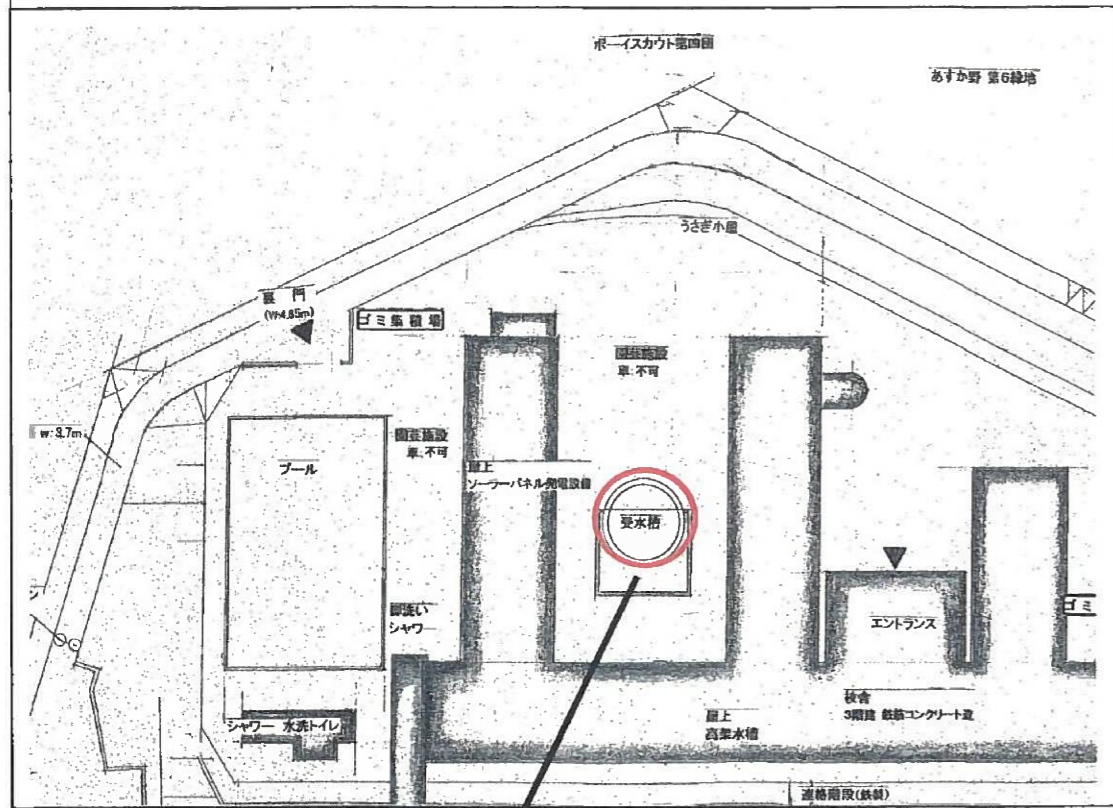 ボーイスカウト第四団
あすか野 第6緑地
うさぎ小屋
裏 門
(W:4.85m)
ゴミ集積場
園芸施設
車:不可
w:3.7m
園芸施設
車:不可
プール
屋上
ソーラーパネル発電設備
受水槽
脚洗い
シャワー
エントランス
ゴミ
シャワー 水洗トイレ
屋上
高架水槽
校舎
3階建 鉄筋コンクリート造
連絡階段(鉄製)